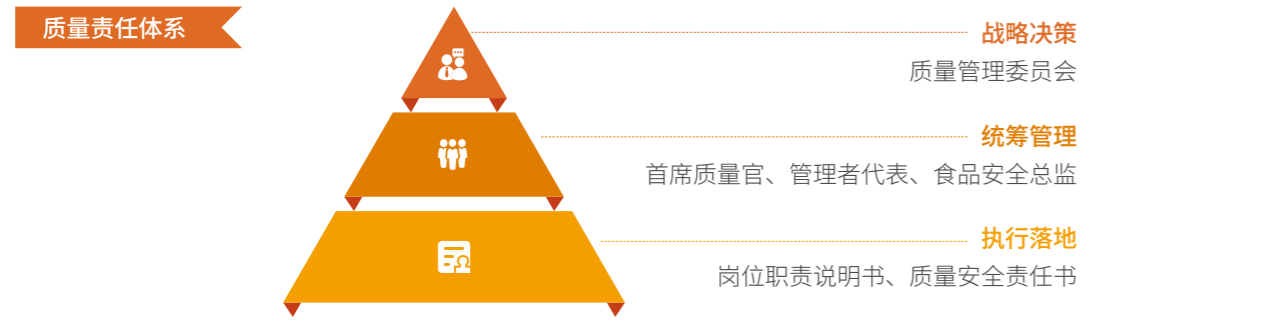 质量责任体系
战略决策
质量管理委员会
统筹管理
首席质量官、管理者代表、食品安全总监
执行落地
岗位职责说明书、质量安全责任书